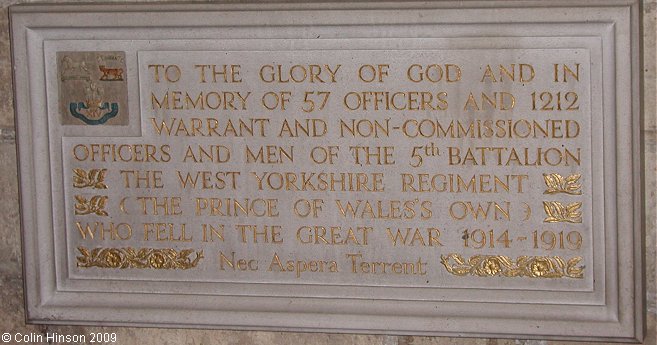 TO THE GLORY OF GOD AND IN
MEMORY OF 57 OFFICERS AND 1212
WARRANT AND NON-COMMISSIONED
OFFICERS AND MEN OF THE 5th BATTALION
THE WEST YORKSHIRE REGIMENT
(THE PRINCE OF WALES'S OWN)
WHO FELL IN THE GREAT WAR 1914-1919
Nec Aspera Terrent
© Colin Hinson 2009